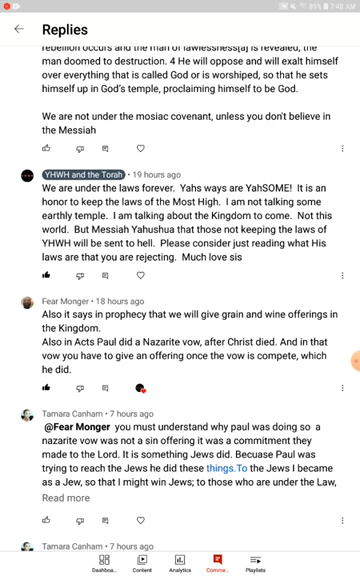 89% 7:48 AM
Replies
rebellion occurs and the man of lawlessness[a] is revealed, the
man doomed to destruction. 4 He will oppose and will exalt himself
over everything that is called God or is worshiped, so that he sets
himself up in God's temple, proclaiming himself to be God.
We are not under the mosiac covenant, unless you don't believe in
the Messiah
YHWH and the Torah • 19 hours ago
We are under the laws forever. Yahs ways are YahSOME! It is an
honor to keep the laws of the Most High. I am not talking some
earthly temple. I am talking about the Kingdom to come. Not this
world. But Messiah Yahushua that those not keeping the laws of
YHWH will be sent to hell. Please consider just reading what His
laws are that you are rejecting. Much love sis
Fear Monger • 18 hours ago
Also it says in prophecy that we will give grain and wine offerings in
the Kingdom.
Also in Acts Paul did a Nazarite vow, after Christ died. And in that
vow you have to give an offering once the vow is compete, which
he did.
Tamara Canham • 7 hours ago
@Fear Monger you must understand why paul was doing so a
nazarite vow was not a sin offering it was a commitment they
made to the Lord. It is something Jews did. Becuase Paul was
trying to reach the Jews he did these things.To the Jews I became
as a Jew, so that I might win Jews; to those who are under the Law,
Read more
Tamara Canham • 7 hours ago
Dashboa... Content Analytics Comme... Playlists